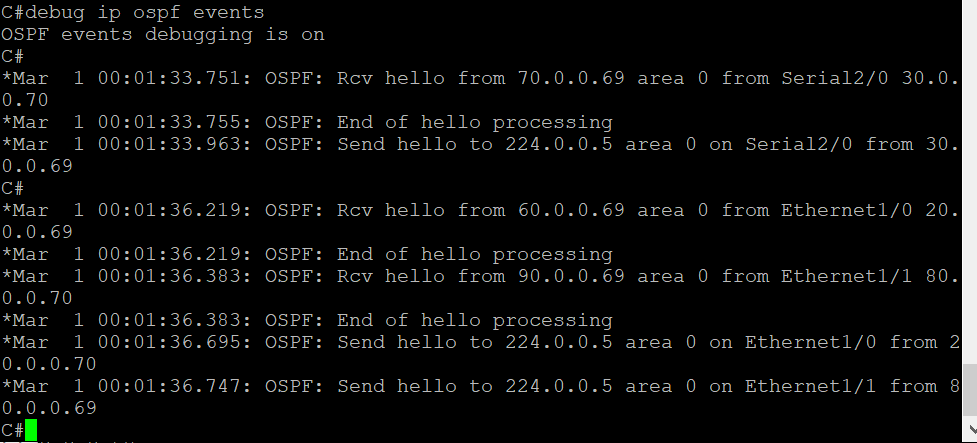 C#debug ip ospf events
OSPF events debugging is on
C#
*Mar  1 00:01:33.751: OSPF: Rcv hello from 70.0.0.69 area 0 from Serial2/0 30.0.
0.70
*Mar  1 00:01:33.755: OSPF: End of hello processing
*Mar  1 00:01:33.963: OSPF: Send hello to 224.0.0.5 area 0 on Serial2/0 from 30.
0.0.69
C#
*Mar  1 00:01:36.219: OSPF: Rcv hello from 60.0.0.69 area 0 from Ethernet1/0 20.
0.0.69
*Mar  1 00:01:36.219: OSPF: End of hello processing
*Mar  1 00:01:36.383: OSPF: Rcv hello from 90.0.0.69 area 0 from Ethernet1/1 80.
0.0.70
*Mar  1 00:01:36.383: OSPF: End of hello processing
*Mar  1 00:01:36.695: OSPF: Send hello to 224.0.0.5 area 0 on Ethernet1/0 from 2
0.0.0.70
*Mar  1 00:01:36.747: OSPF: Send hello to 224.0.0.5 area 0 on Ethernet1/1 from 8
0.0.0.69
C#